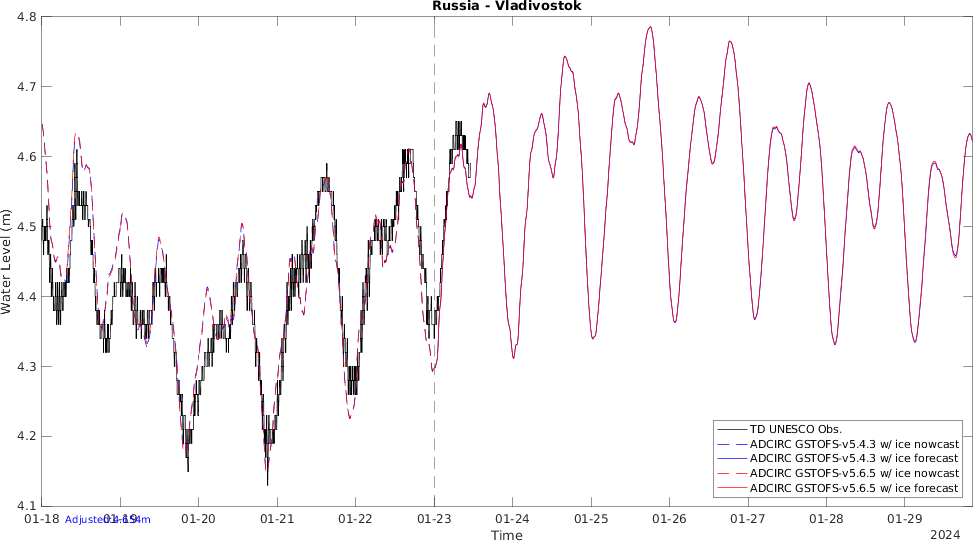 Russia - Vladivostok
Water Level (m)
4.8
4.7
4.6
4.5
4.4
4.3
4.2
4.1
TD UNESCO Obs.
ADCIRC GSTOFS-v5.4.3 w/ ice nowcast
ADCIRC GSTOFS-v5.4.3 w/ ice forecast
ADCIRC GSTOFS-v5.6.5 w/ ice nowcast
ADCIRC GSTOFS-v5.6.5 w/ ice forecast
01-18 01-19 01-20 01-21 01-22 01-23 01-24 01-25 01-26 01-27 01-28 01-29
Adjusted
Time
2024